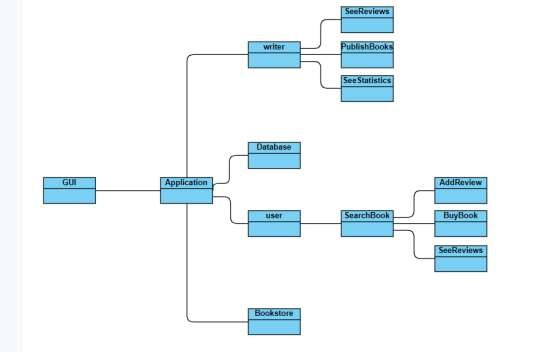 SeeReviews
writer
PublishBooks
SeeStatistics
Database
GUI
Application
AddReview
user
SearchBook
BuyBook
SeeReviews
Bookstore